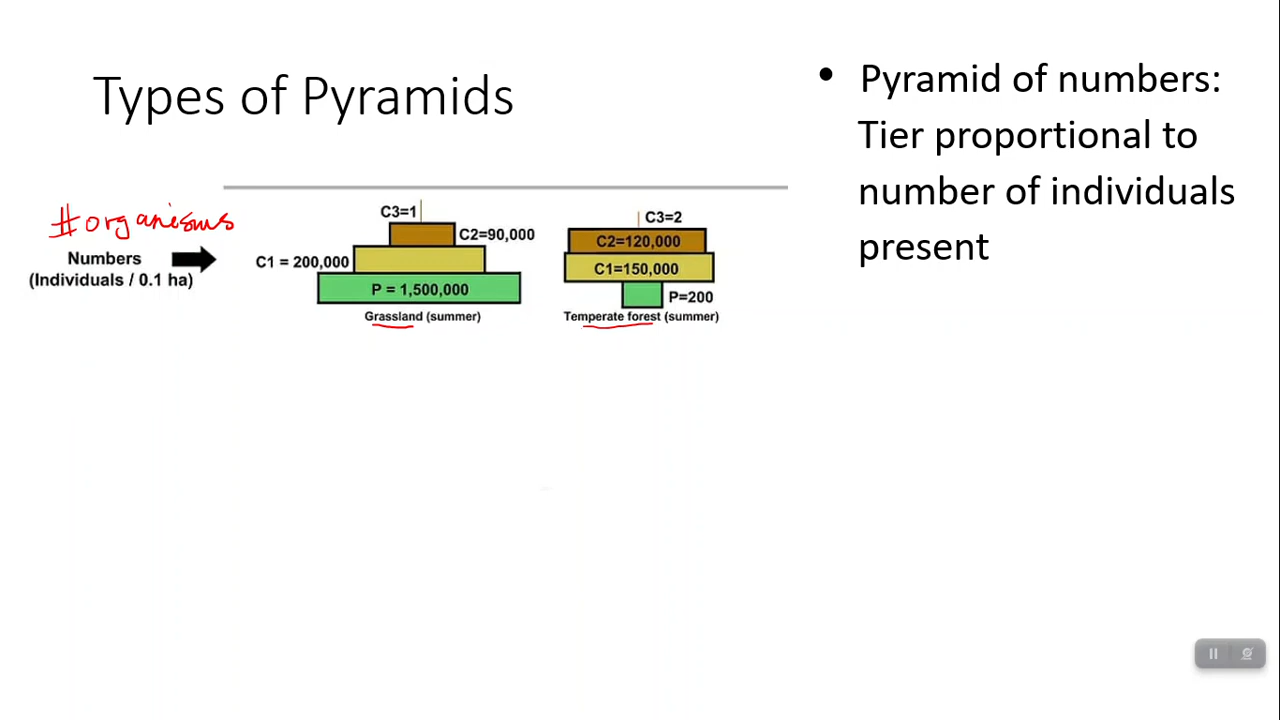 Types of Pyramids
• Pyramid of numbers:
Tier proportional to
number of individuals
present
#organisms
Numbers
(Individuals / 0.1 ha)
C3=1
C2=90,000
C1 = 200,000
P = 1,500,000
Grassland (summer)
C3=2
C2=120,000
C1=150,000
P=200
Temperate forest (summer)